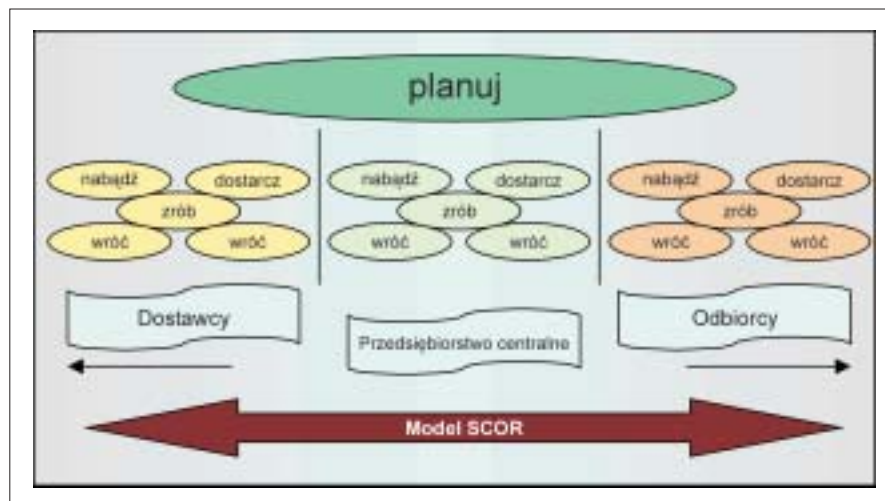 planuj
nabądź dostarcz nabądź dostarcz nabądź dostarcz
zrób zrób zrób
wróć wróć wróć wróć wróć wróć
Dostawcy Przedsiębiorstwo centralne Odbiorcy
Model SCOR